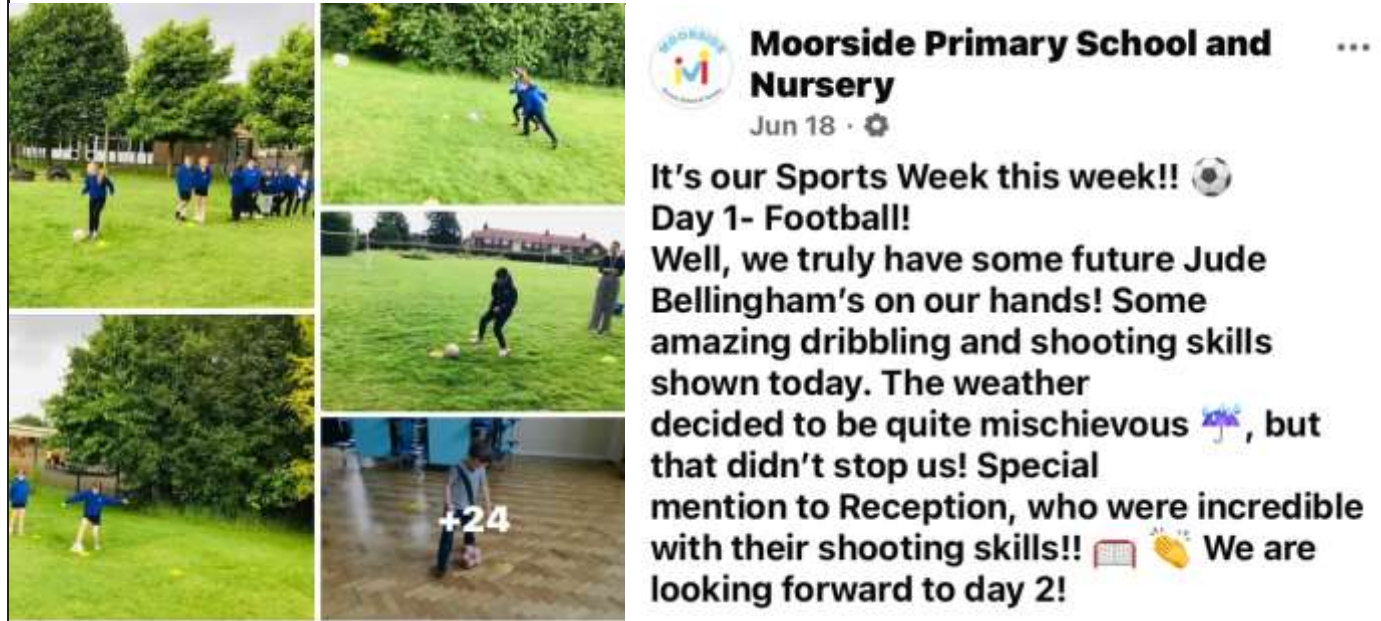 +24
MOORSIDE
Moorside Primary School and
Nursery
Jun 18 ·
It’s our Sports Week this week!! ⚽
Day 1- Football!
Well, we truly have some future Jude
Bellingham’s on our hands! Some
amazing dribbling and shooting skills
shown today. The weather
decided to be quite mischievous ☔, but
that didn’t stop us! Special
mention to Reception, who were incredible
with their shooting skills!! 🥅 👏 We are
looking forward to day 2!